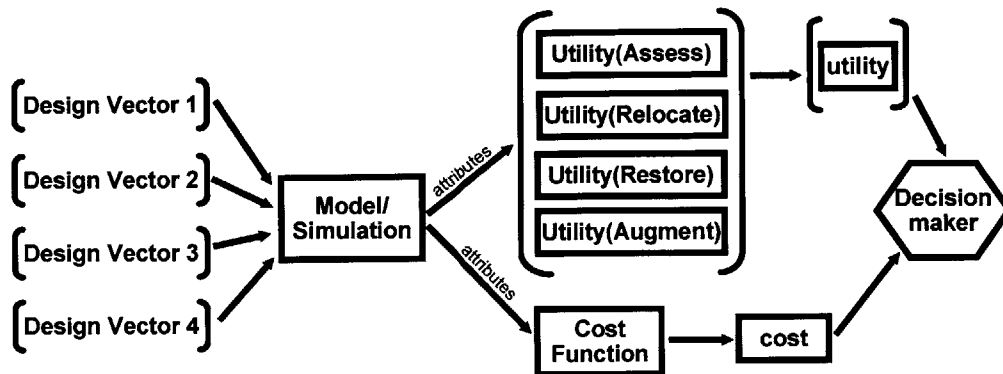 Design Vector 1
Design Vector 2
Design Vector 3
Design Vector 4
Model/
Simulation
attributes
attributes
Utility(Assess)
Utility(Relocate)
Utility(Restore)
Utility(Augment)
Cost
Function
utility
cost
Decision
maker